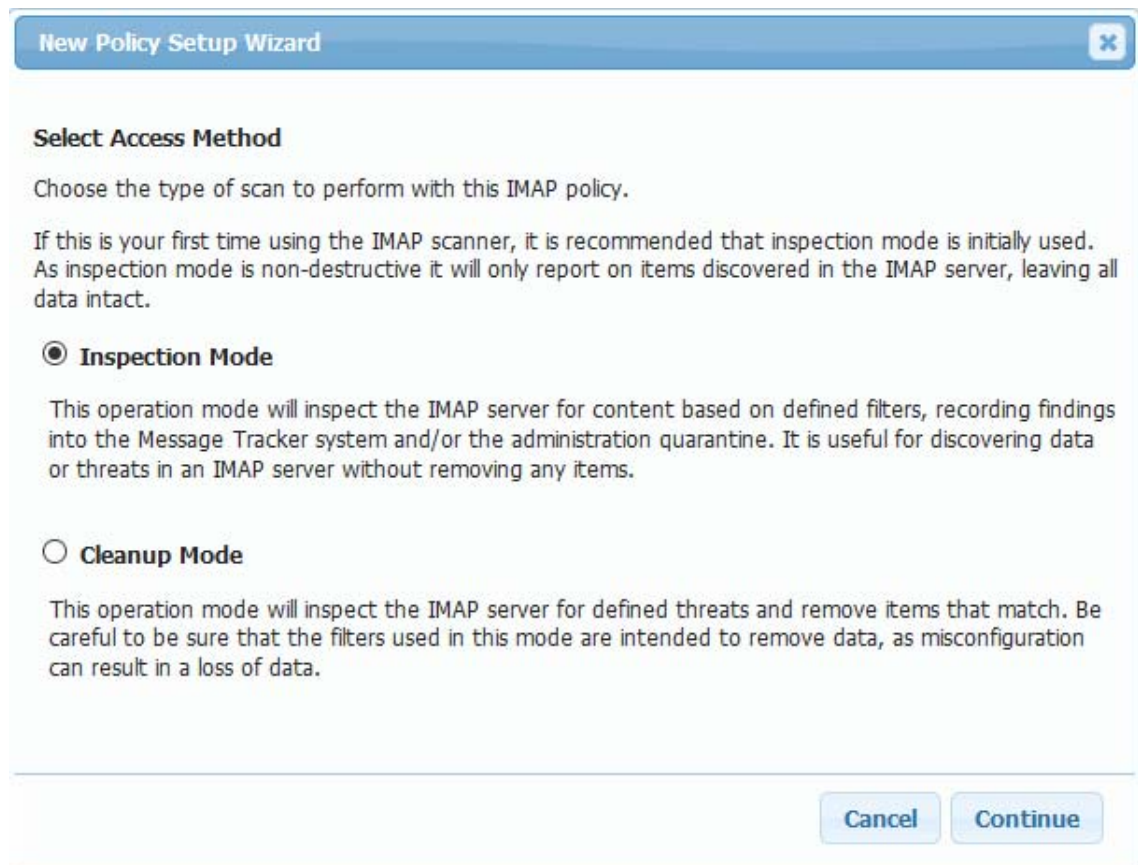 New Policy Setup Wizard
Select Access Method
Choose the type of scan to perform with this IMAP policy.
If this is your first time using the IMAP scanner, it is recommended that inspection mode is initially used.
As inspection mode is non-destructive it will only report on items discovered in the IMAP server, leaving all
data intact.
Inspection Mode
This operation mode will inspect the IMAP server for content based on defined filters, recording findings
into the Message Tracker system and/or the administration quarantine. It is useful for discovering data
or threats in an IMAP server without removing any items.
Cleanup Mode
This operation mode will inspect the IMAP server for defined threats and remove items that match. Be
careful to be sure that the filters used in this mode are intended to remove data, as misconfiguration
can result in a loss of data.
Cancel Continue